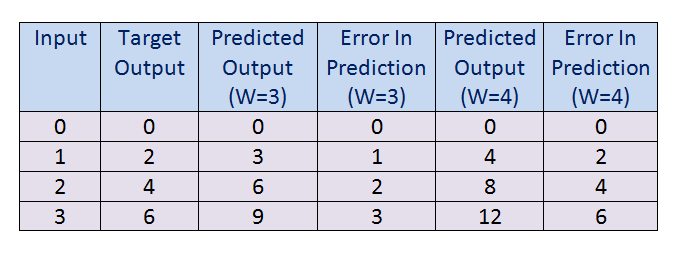 Input Target Predicted Error In Predicted Error In
Output Output Prediction Output Prediction
(W=3) (W=3) (W=4) (W=4)
0 0 0 0 0 0
1 2 3 1 4 2
2 4 6 2 8 4
3 6 9 3 12 6